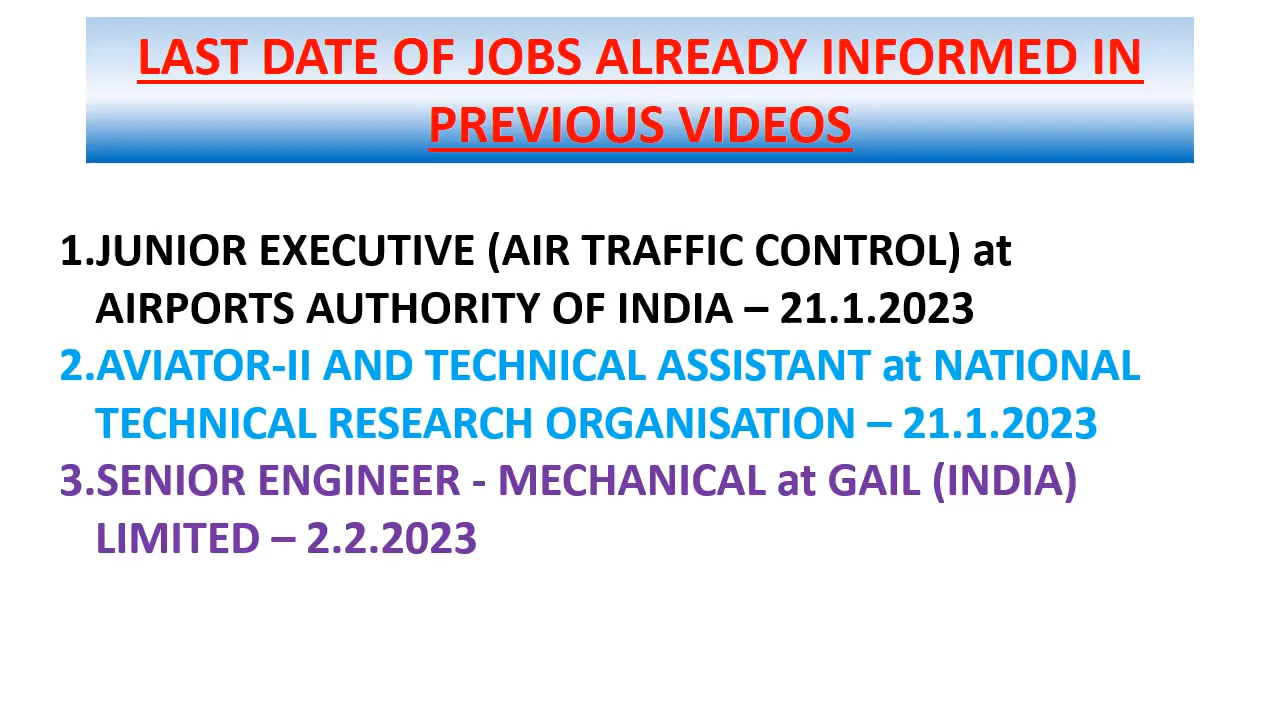 LAST DATE OF JOBS ALREADY INFORMED IN
PREVIOUS VIDEOS
1.JUNIOR EXECUTIVE (AIR TRAFFIC CONTROL) at
AIRPORTS AUTHORITY OF INDIA – 21.1.2023
2.AVIATOR-II AND TECHNICAL ASSISTANT at NATIONAL
TECHNICAL RESEARCH ORGANISATION – 21.1.2023
3.SENIOR ENGINEER - MECHANICAL at GAIL (INDIA)
LIMITED – 2.2.2023